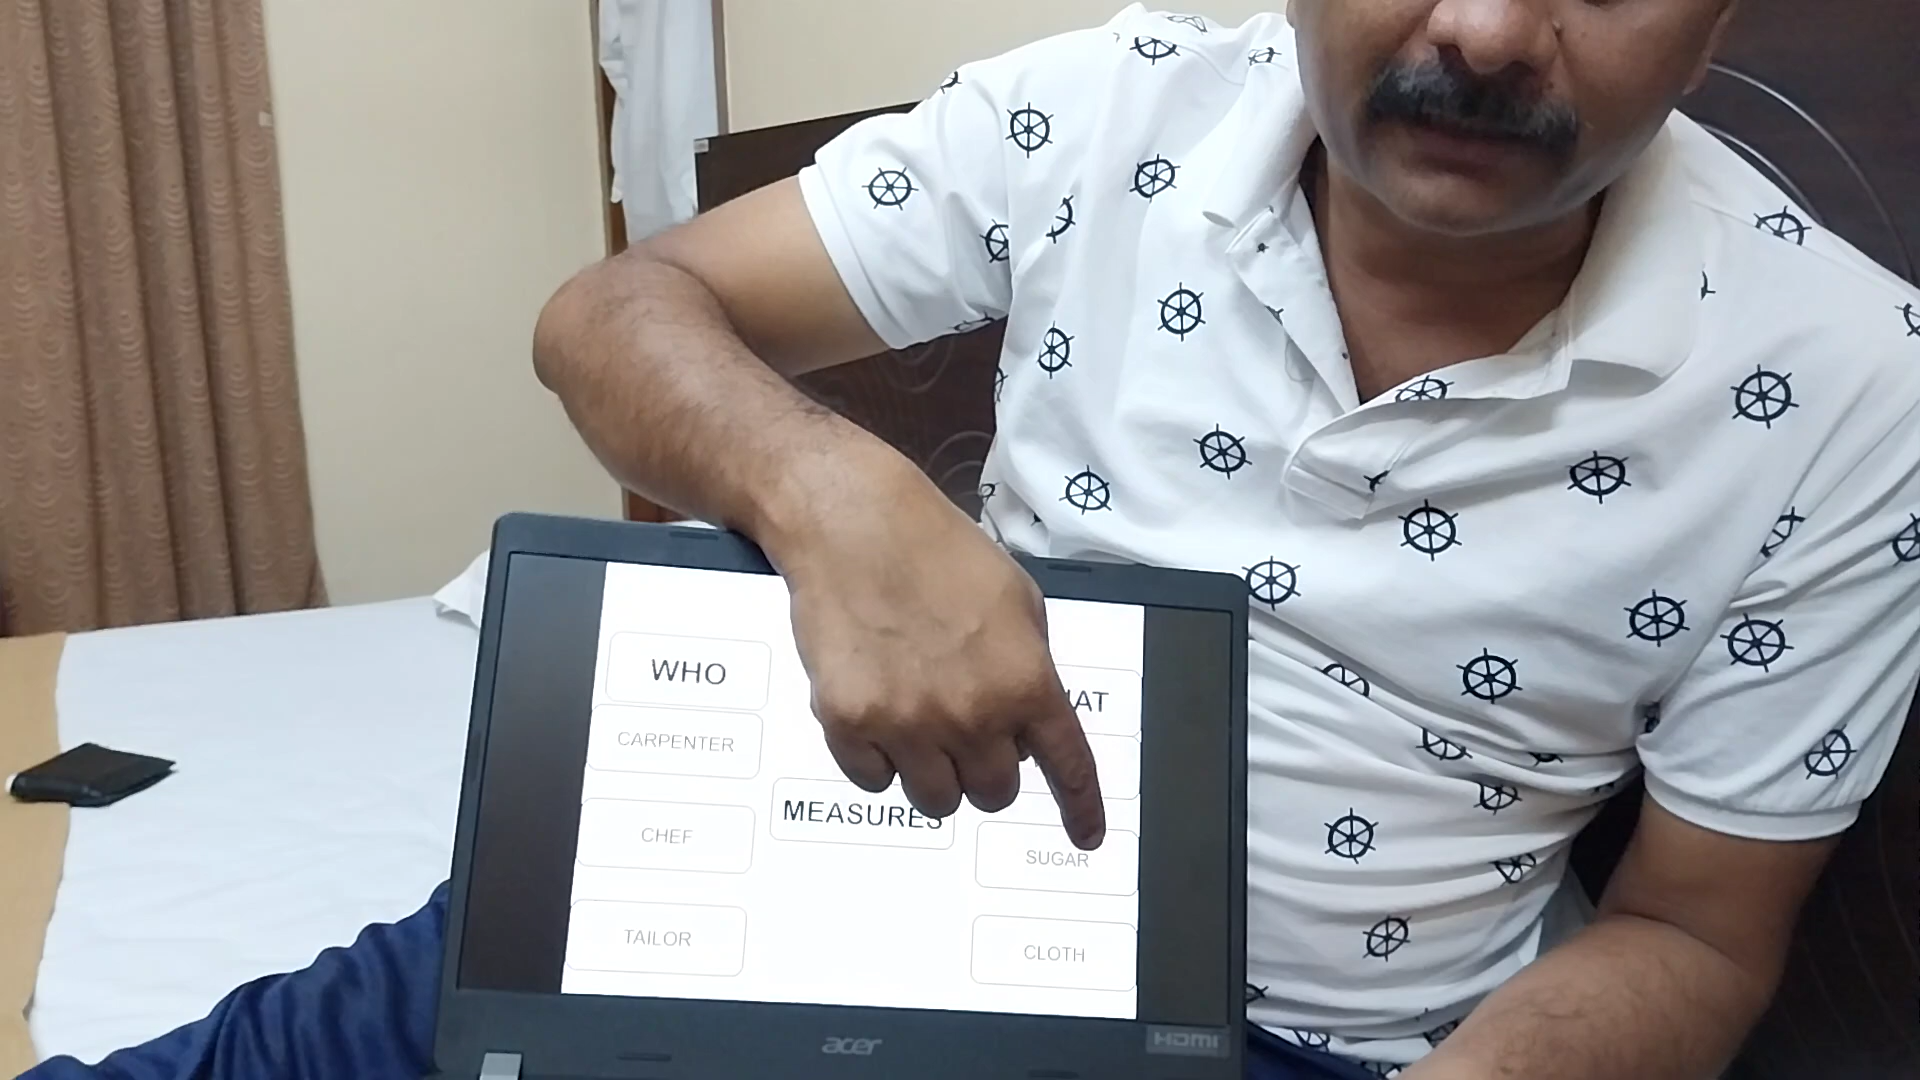 WHO
CARPENTER
CHEF
TAILOR
MEASURES
SUGAR
CLOTH
acer
HDMI